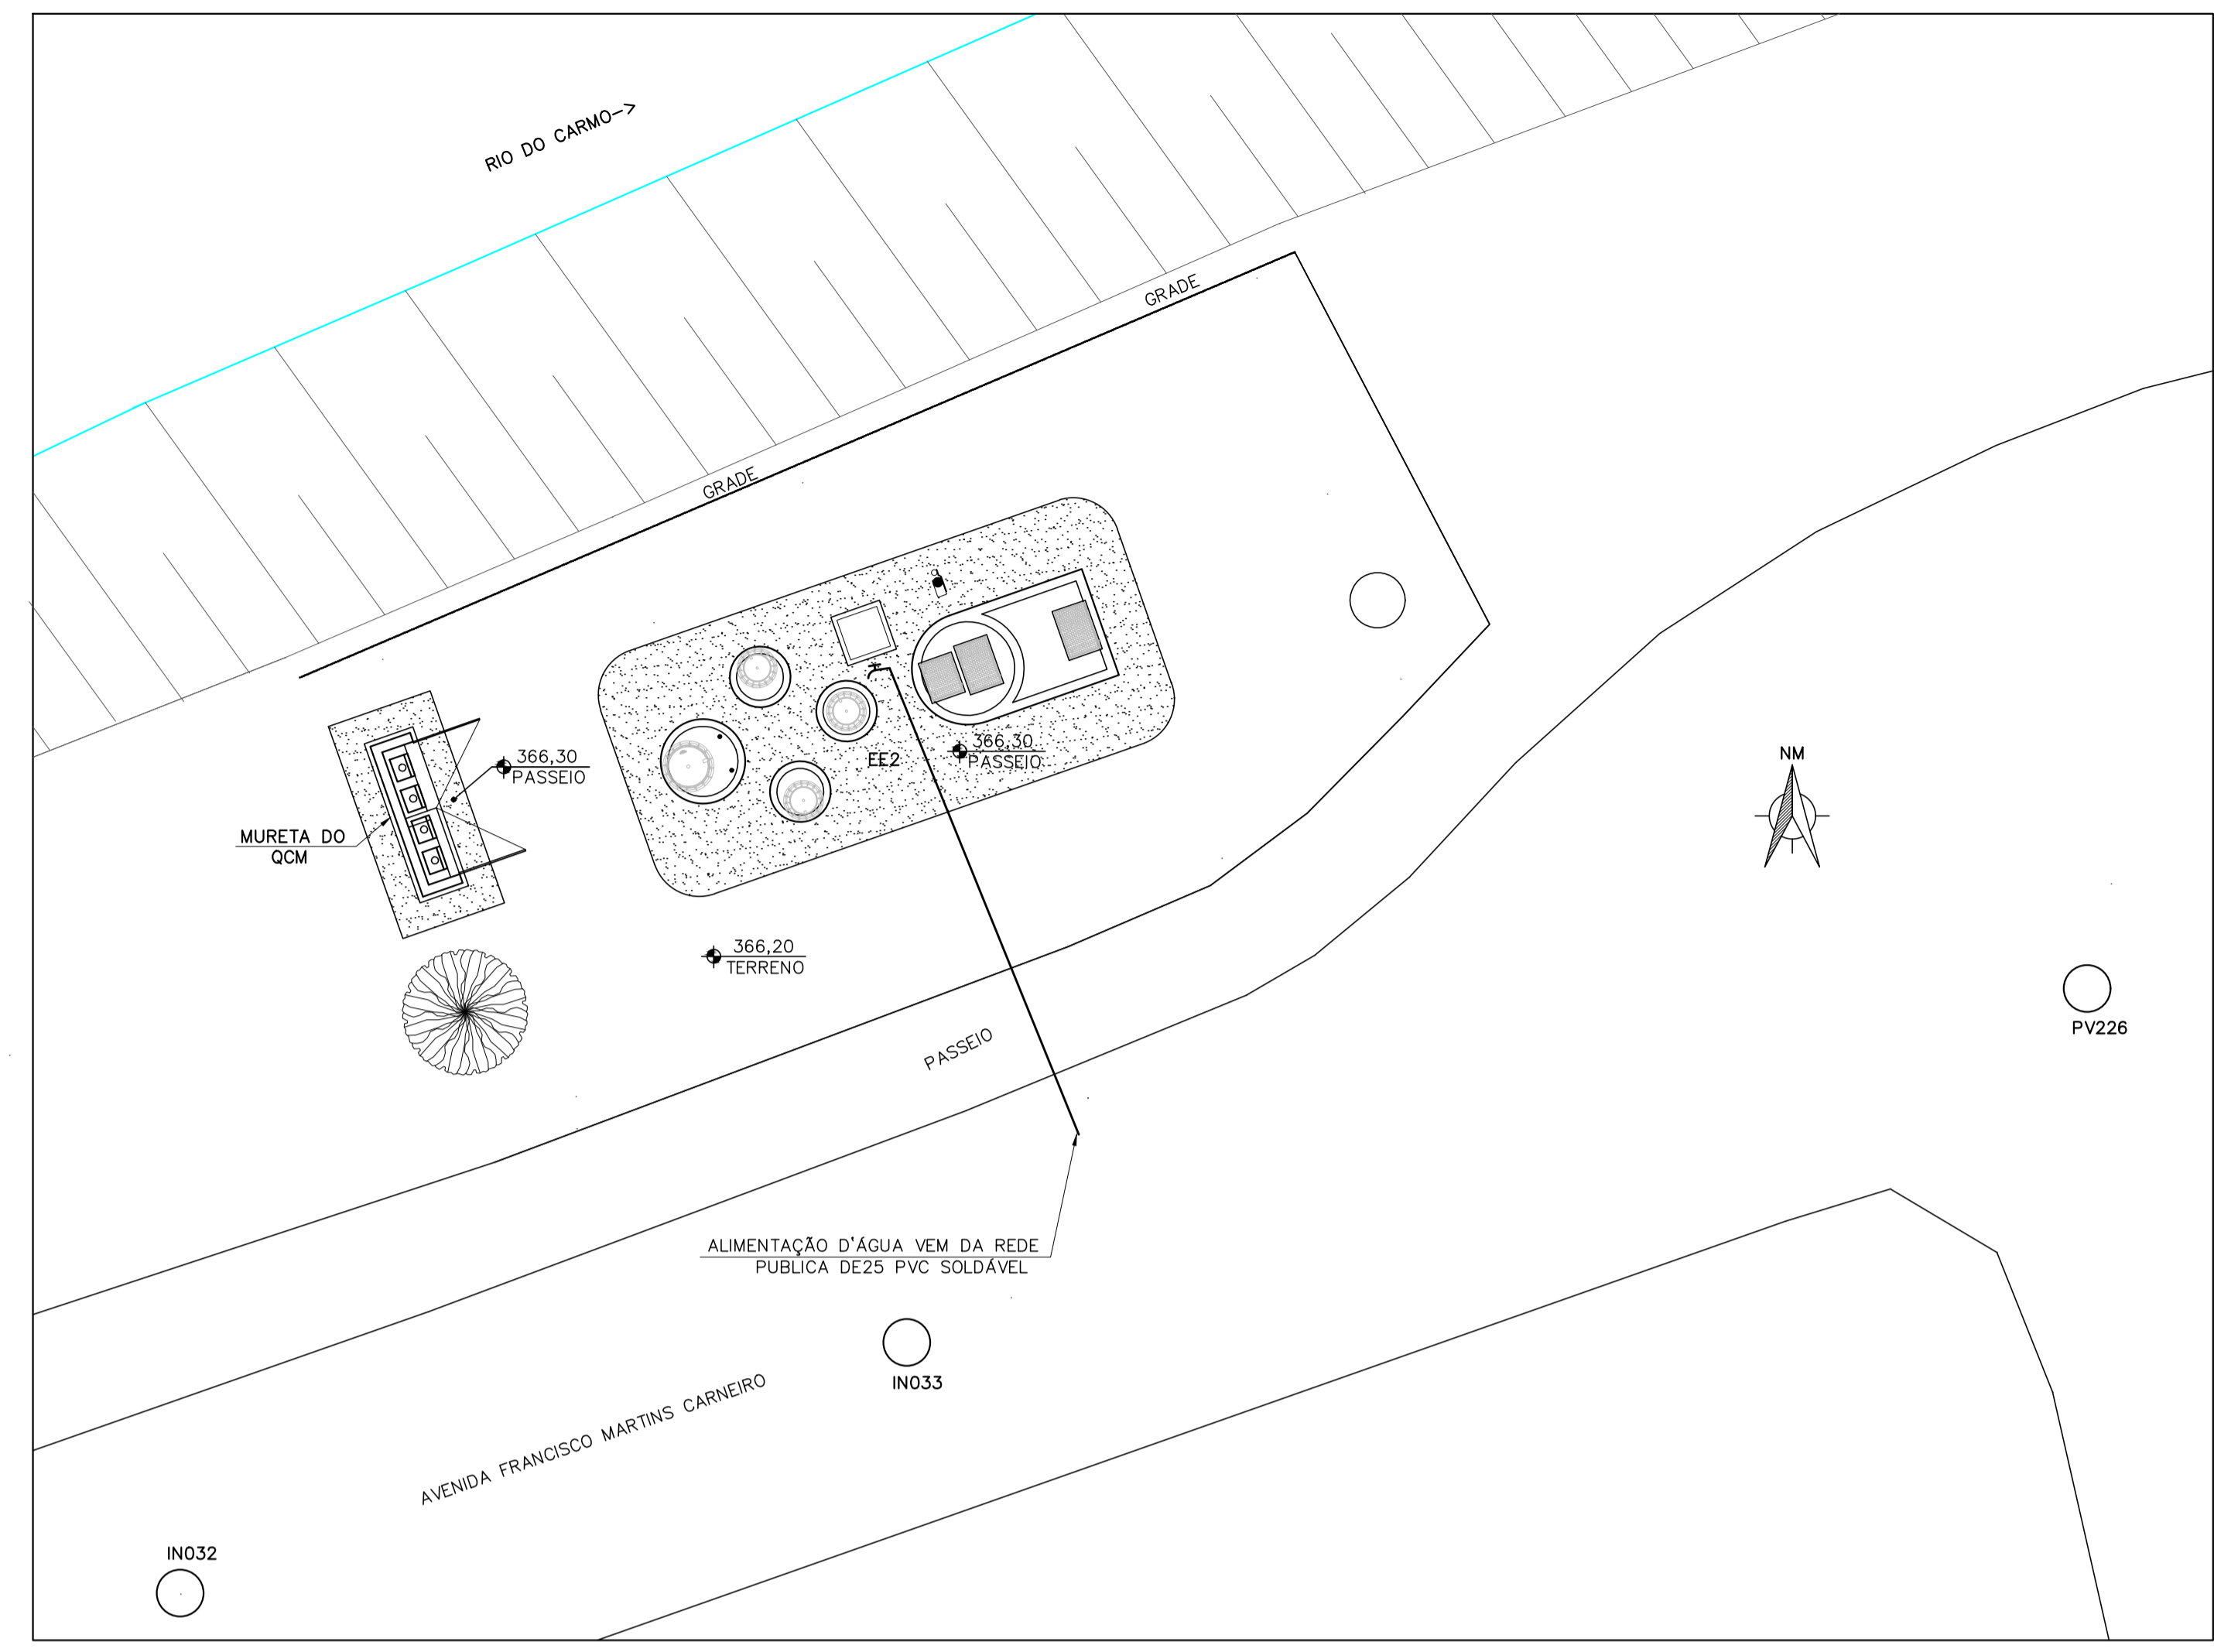 RIO DO CARMO->
GRADE
GRADE
366,30
PASSEIO
EE2
366,30
PASSEIO
MURETA DO
QCM
NM
366,20
TERRENO
PV226
PASSEIO
ALIMENTAÇÃO D'ÁGUA VEM DA REDE
PUBLICA DE25 PVC SOLDÁVEL
IN033
AVENIDA FRANCISCO MARTINS CARNEIRO
IN032